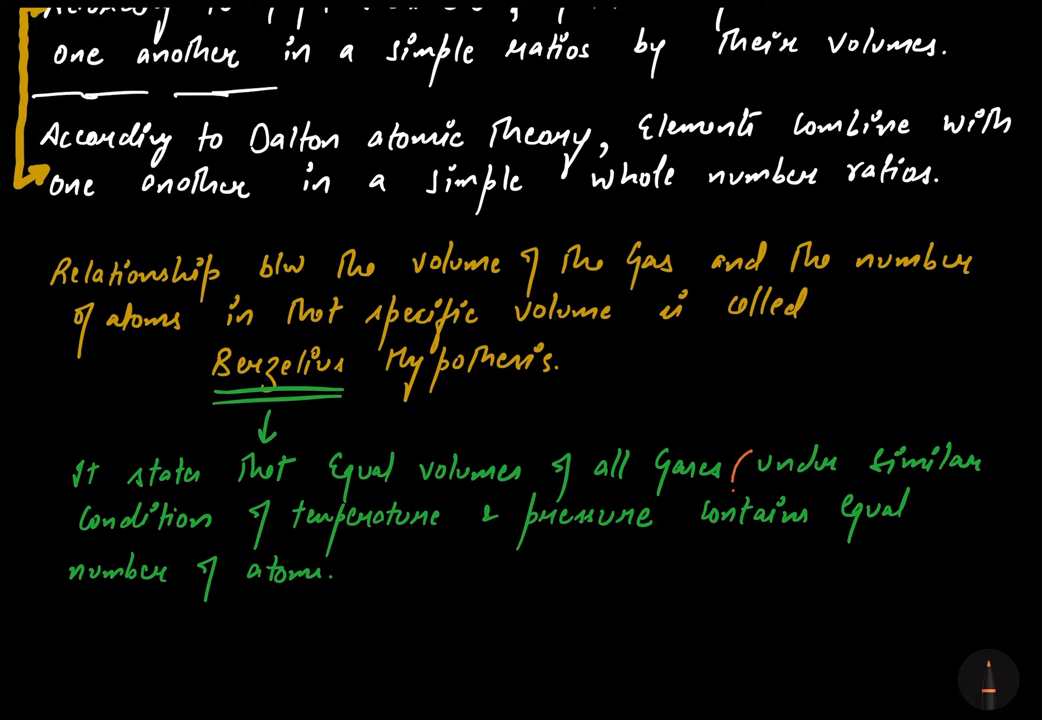 one another in a simple ratios by their volumes.
According to Dalton atomic Theory, Elements combine with
one another in a simple whole number ratios.
Relationship b/w the volume of the Gas and the number
of atoms in that specific volume is called
Berzelius Hypothesis.
It states that Equal volumes of all Gases ( under similar
condition of temperature & pressure contains equal
number of atoms.